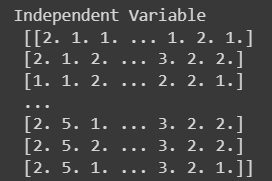 Independent Variable
[[2. 1. 1. ... 1. 2. 1.]
[2. 1. 2. ... 3. 2. 2.]
[1. 1. 2. ... 2. 2. 1.]
...
[2. 5. 1. ... 3. 2. 2.]
[2. 5. 2. ... 3. 2. 2.]
[2. 5. 1. ... 3. 2. 1.]]